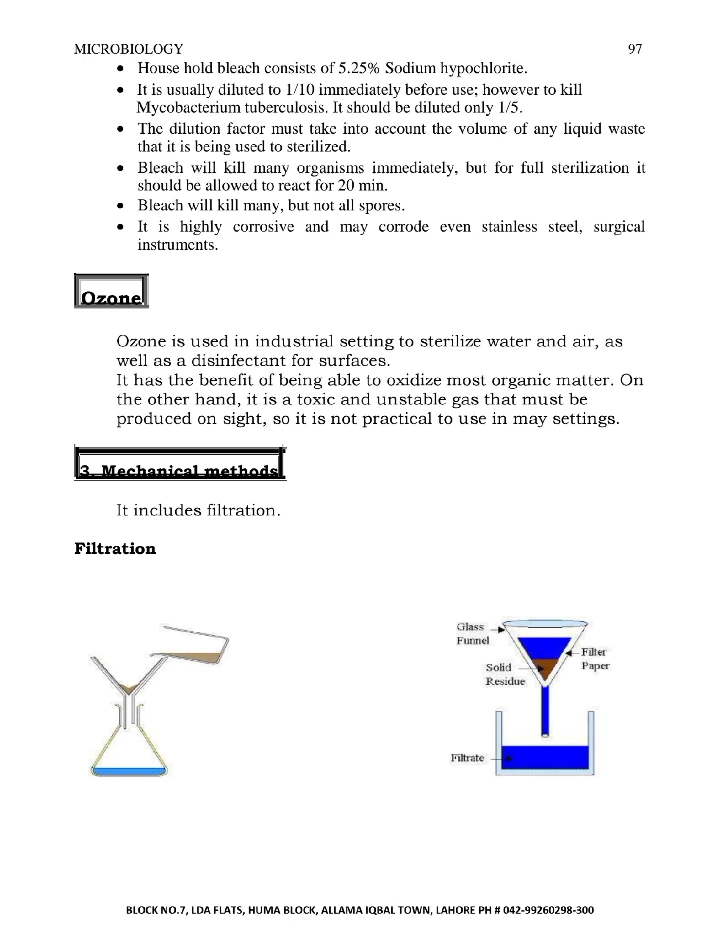 MICROBIOLOGY 97
• House hold bleach consists of 5.25% Sodium hypochlorite.
• It is usually diluted to 1/10 immediately before use; however to kill
Mycobacterium tuberculosis. It should be diluted only 1/5.
• The dilution factor must take into account the volume of any liquid waste
that it is being used to sterilized.
• Bleach will kill many organisms immediately, but for full sterilization it
should be allowed to react for 20 min.
• Bleach will kill many, but not all spores.
• It is highly corrosive and may corrode even stainless steel, surgical
instruments.
Ozone
Ozone is used in industrial setting to sterilize water and air, as
well as a disinfectant for surfaces.
It has the benefit of being able to oxidize most organic matter. On
the other hand, it is a toxic and unstable gas that must be
produced on sight, so it is not practical to use in may settings.
3. Mechanical methods
It includes filtration.
Filtration
Glass
Funnel
Filter
Paper
Solid
Residue
Filtrate
BLOCK NO.7, LDA FLATS, HUMA BLOCK, ALLAMA IQBAL TOWN, LAHORE PH # 042-99260298-300